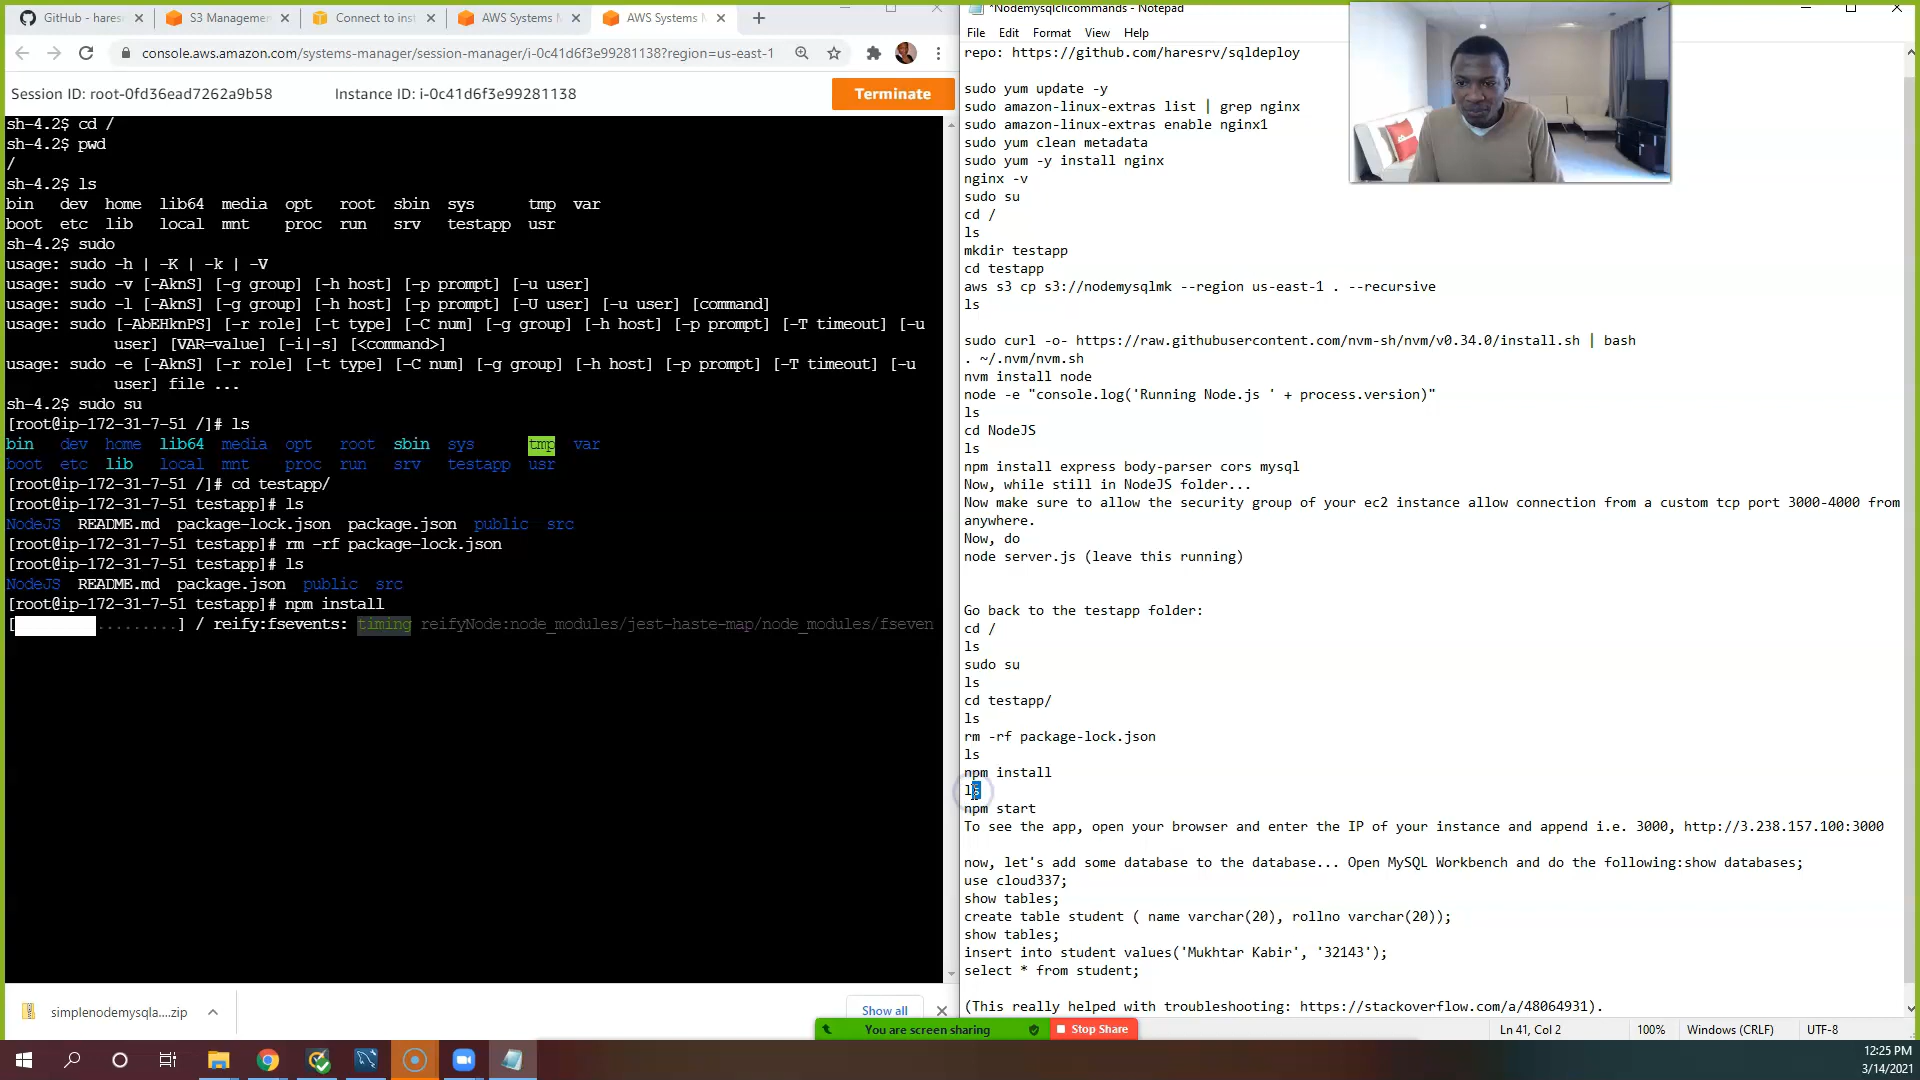 GitHub - hares
S3 Managemen
Connect to inst
AWS Systems M
AWS Systems M
console.aws.amazon.com/systems-manager/session-manager/i-0c41d6f3e99281138?region=us-east-1
Session ID: root-0fd36ead7262a9b58
Instance ID: i-0c41d6f3e99281138
Terminate
sh-4.2$ cd /
sh-4.2$ pwd
/
sh-4.2$ ls
bin dev home lib64 media opt root sbin sys tmp var
boot etc lib local mnt proc run srv testapp usr
sh-4.2$ sudo
usage: sudo -h | -K | -k | -V
usage: sudo -v [-AknS] [-g group] [-h host] [-p prompt] [-u user]
usage: sudo -l [-AknS] [-g group] [-h host] [-p prompt] [-U user] [-u user] [command]
usage: sudo [-AbEHknPS] [-r role] [-t type] [-C num] [-g group] [-h host] [-p prompt] [-T timeout] [-u
user] [VAR=value] [-i|-s] [<command>]
usage: sudo -e [-AknS] [-r role] [-t type] [-C num] [-g group] [-h host] [-p prompt] [-T timeout] [-u
user] file ...
sh-4.2$ sudo su
[root@ip-172-31-7-51 /]# ls
bin dev home lib64 media opt root sbin sys tmp var
boot etc lib local mnt proc run srv testapp usr
[root@ip-172-31-7-51 /]# cd testapp/
[root@ip-172-31-7-51 testapp]# ls
NodeJS README.md package-lock.json package.json public src
[root@ip-172-31-7-51 testapp]# rm -rf package-lock.json
[root@ip-172-31-7-51 testapp]# ls
NodeJS README.md package.json public src
[root@ip-172-31-7-51 testapp]# npm install
[ .........] / reify:fsevents: timing reifyNode:node_modules/jest-haste-map/node_modules/fseven
simplenodemysqla....zip
Show all
*Nodemysqlclicommands - Notepad
File Edit Format View Help
repo: https://github.com/haresrv/sqldeploy
sudo yum update -y
sudo amazon-linux-extras list | grep nginx
sudo amazon-linux-extras enable nginx1
sudo yum clean metadata
sudo yum -y install nginx
nginx -v
sudo su
cd /
ls
mkdir testapp
cd testapp
aws s3 cp s3://nodemysqlmk --region us-east-1 . --recursive
ls
sudo curl -o- https://raw.githubusercontent.com/nvm-sh/nvm/v0.34.0/install.sh | bash
. ~/.nvm/nvm.sh
nvm install node
node -e "console.log('Running Node.js ' + process.version)"
ls
cd NodeJS
ls
npm install express body-parser cors mysql
Now, while still in NodeJS folder...
Now make sure to allow the security group of your ec2 instance allow connection from a custom tcp port 3000-4000 from
anywhere.
Now, do
node server.js (leave this running)
Go back to the testapp folder:
cd /
ls
sudo su
ls
cd testapp/
ls
rm -rf package-lock.json
ls
npm install
ls
npm start
To see the app, open your browser and enter the IP of your instance and append i.e. 3000, http://3.238.157.100:3000
now, let's add some database to the database... Open MySQL Workbench and do the following:show databases;
use cloud337;
show tables;
create table student ( name varchar(20), rollno varchar(20));
show tables;
insert into student values('Mukhtar Kabir', '32143');
select * from student;
(This really helped with troubleshooting: https://stackoverflow.com/a/48064931).
Ln 41, Col 2 100% Windows (CRLF) UTF-8
You are screen sharing
Stop Share
12:25 PM
3/14/2021